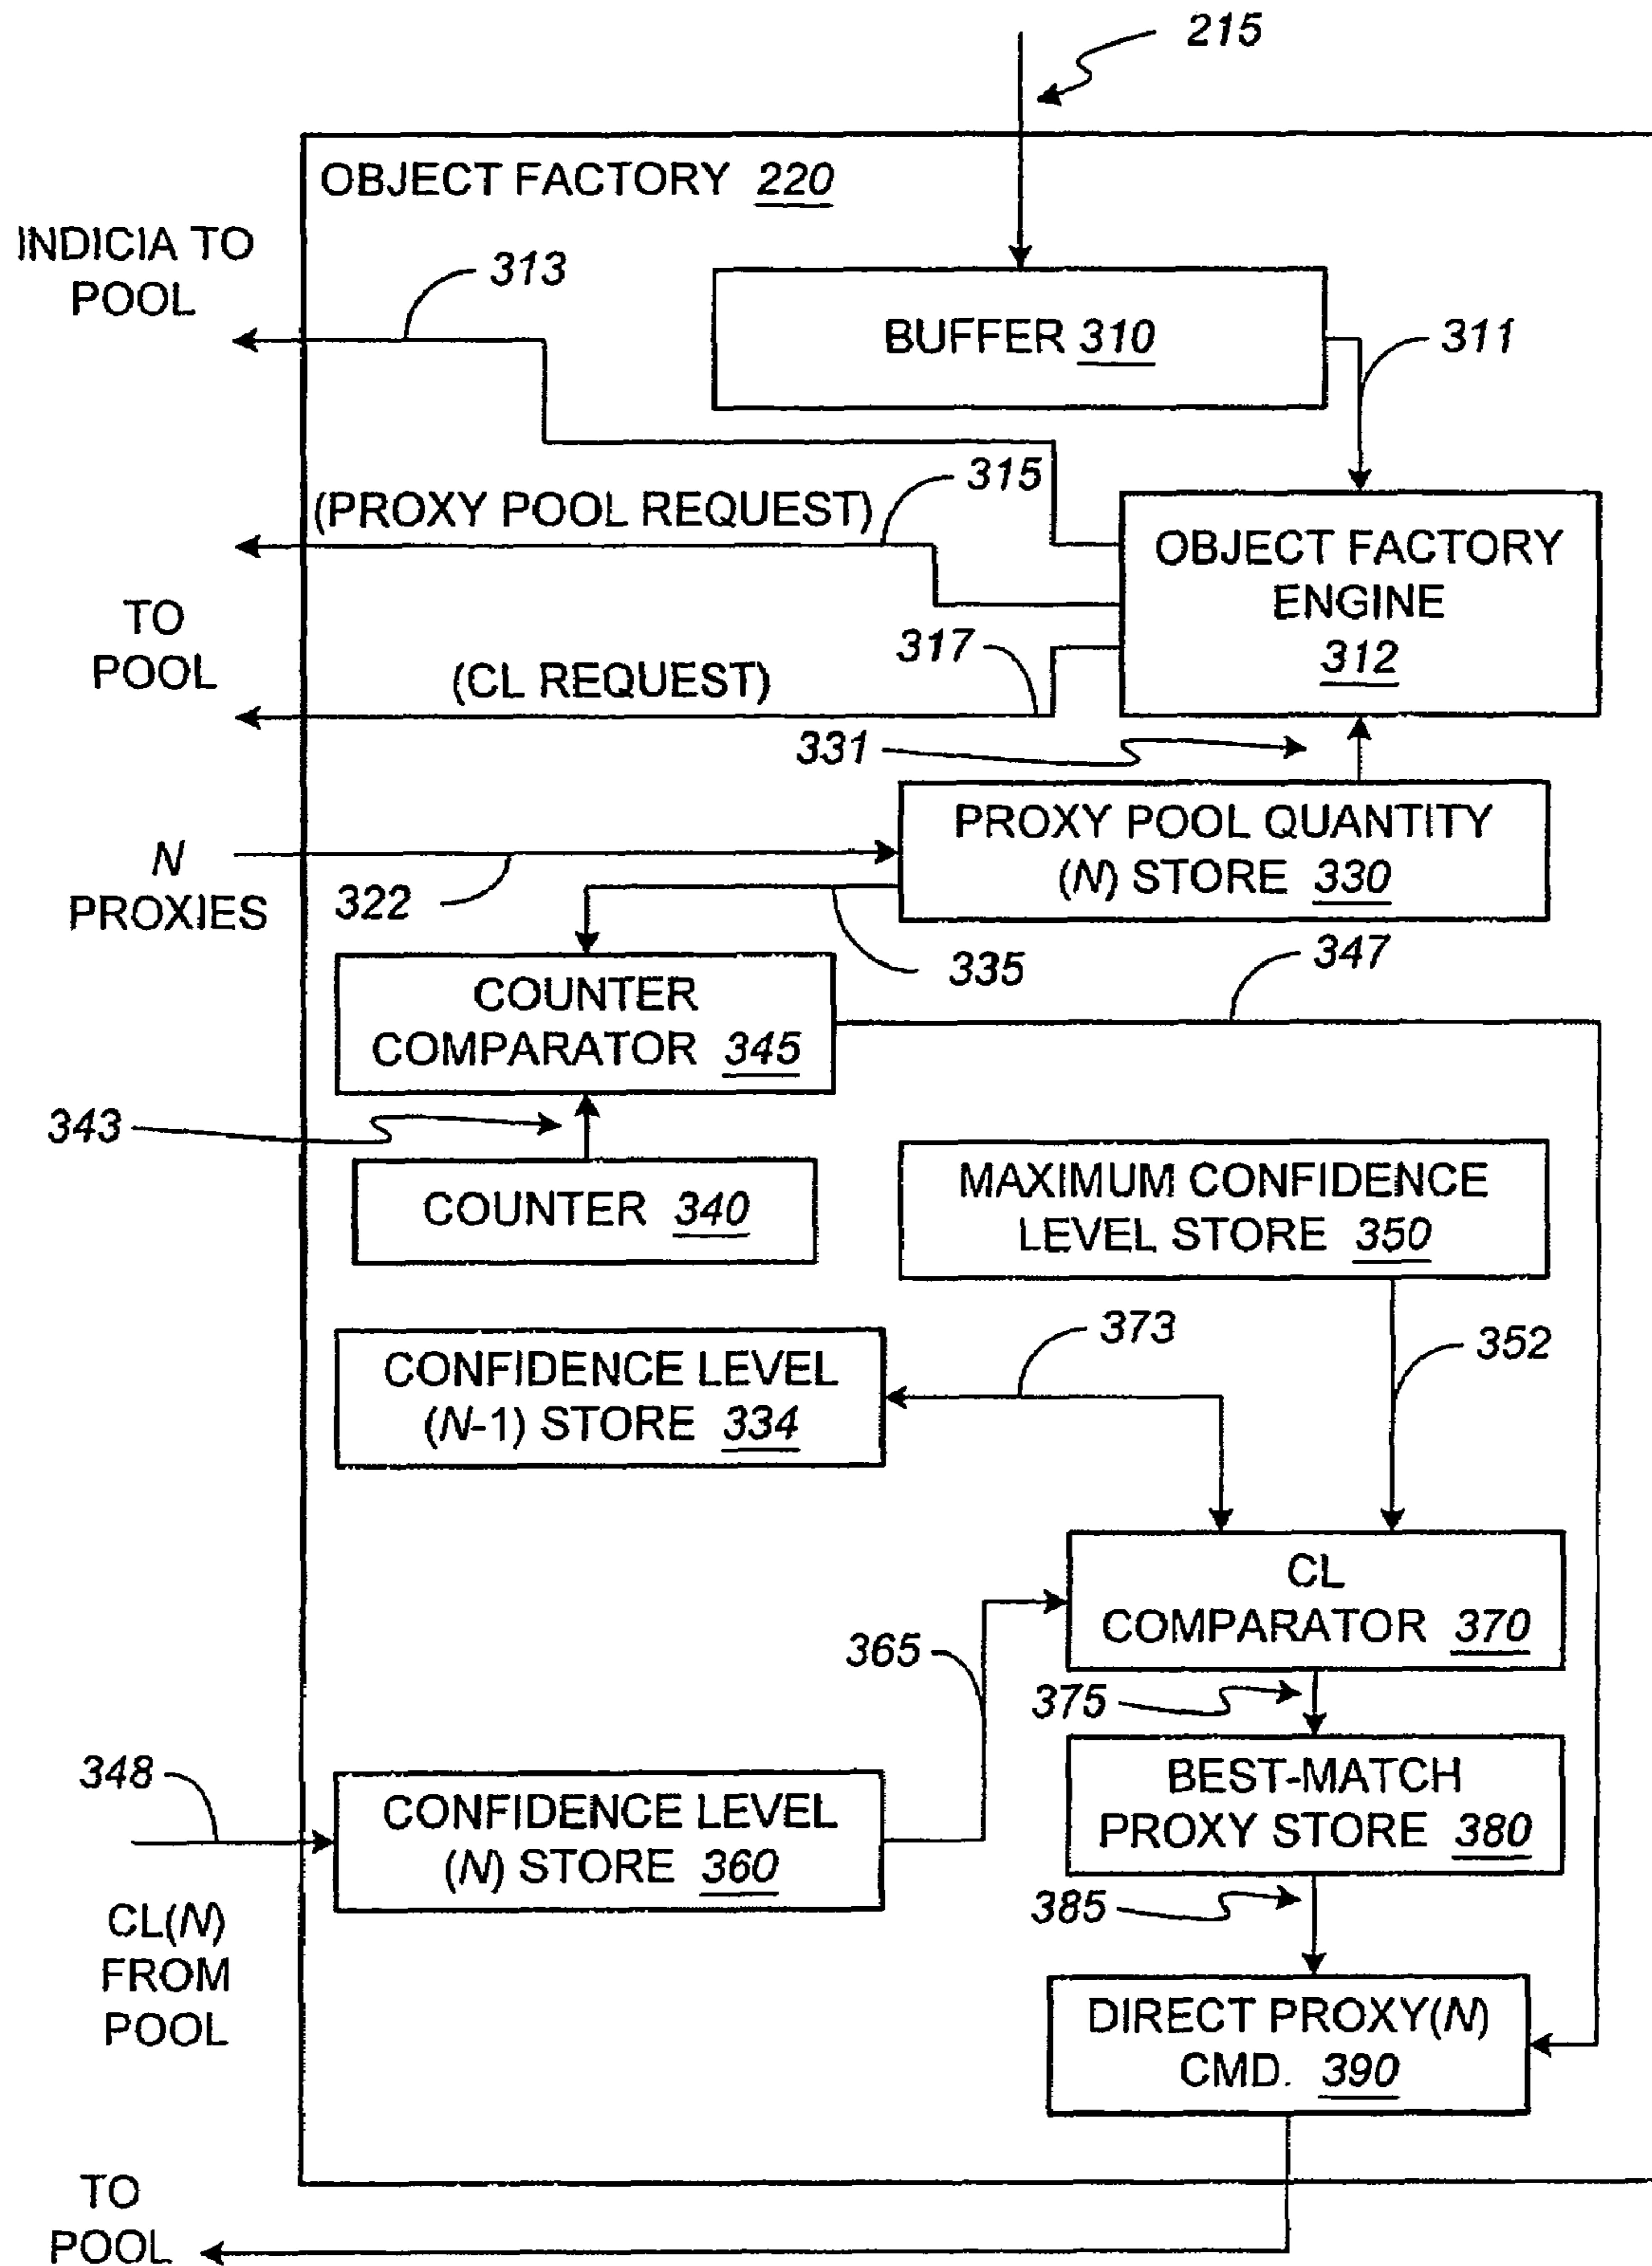 215
OBJECT FACTORY 220
INDICIA TO
POOL
313
BUFFER 310
311
315
(PROXY POOL REQUEST)
OBJECT FACTORY
ENGINE
312
TO
POOL
317
(CL REQUEST)
331
PROXY POOL QUANTITY
(N) STORE 330
N
PROXIES
322
335
347
COUNTER
COMPARATOR 345
343
COUNTER 340
MAXIMUM CONFIDENCE
LEVEL STORE 350
373
352
CONFIDENCE LEVEL
(N-1) STORE 334
CL
COMPARATOR 370
365
375
348
BEST-MATCH
PROXY STORE 380
CONFIDENCE LEVEL
(N) STORE 360
385
CL(N)
FROM
POOL
DIRECT PROXY(N)
CMD. 390
TO
POOL